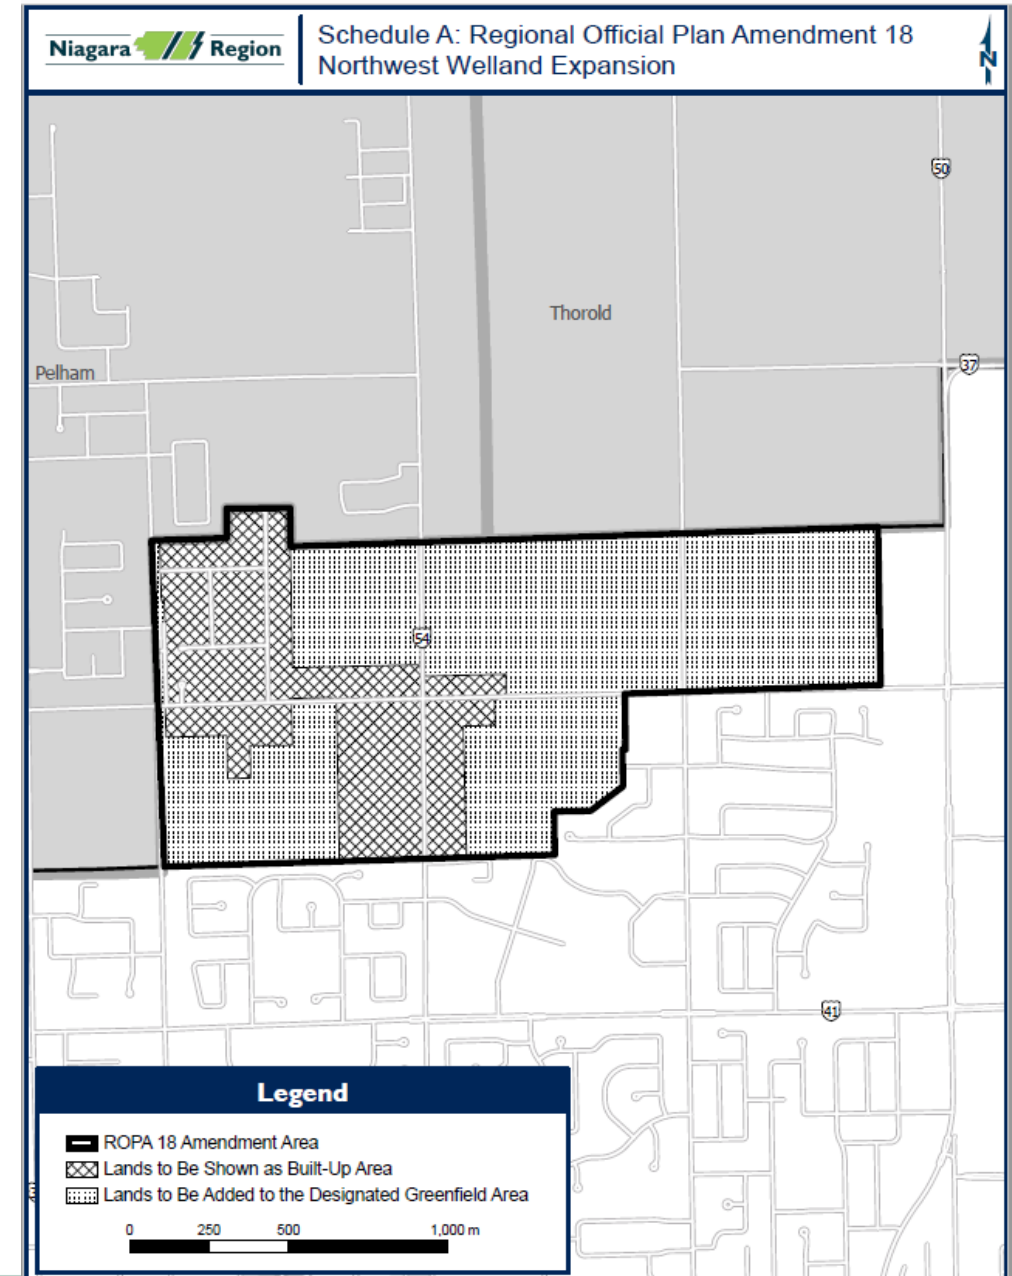 Niagara Region
Schedule A: Regional Official Plan Amendment 18
Northwest Welland Expansion
N
50
Thorold
37
Pelham
54
41
Legend
ROPA 18 Amendment Area
Lands to Be Shown as Built-Up Area
Lands to Be Added to the Designated Greenfield Area
0 250 500 1,000 m